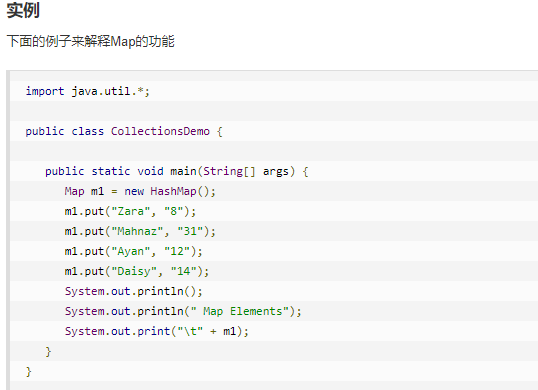 实例
下面的例子来解释Map的功能
import java.util.*;
public class CollectionsDemo {
public static void main(String[] args) {
Map m1 = new HashMap();
m1.put("Zara", "8");
m1.put("Mahnaz", "31");
m1.put("Ayan", "12");
m1.put("Daisy", "14");
System.out.println();
System.out.println(" Map Elements");
System.out.print("\t" + m1);
}
}